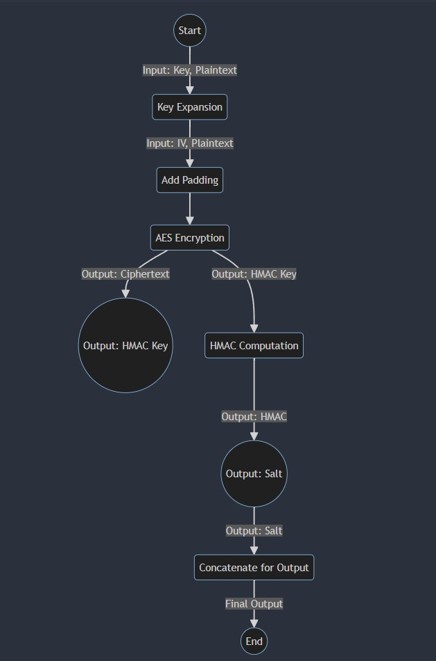 Start
Input: Key, Plaintext
Key Expansion
Input: IV, Plaintext
Add Padding
AES Encryption
Output: Ciphertext
Output: HMAC Key
Output: HMAC Key
HMAC Computation
Output: HMAC
Output: Salt
Output: Salt
Concatenate for Output
Final Output
End